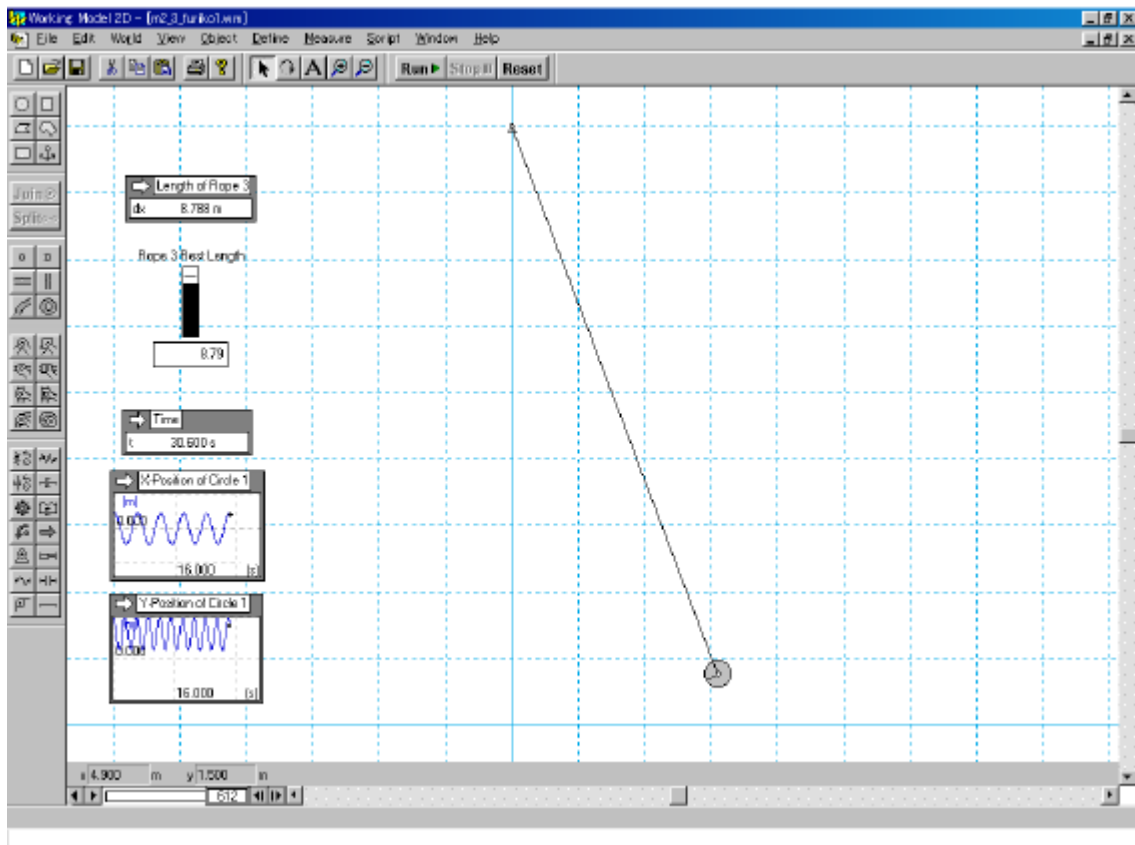 Working Model 2D - [m2_3_furiko1.wm]
File Edit World View Object Define Measure Script Window Help
A Run Stop Reset
Join
Split
Length of Rope 3
dx 8.788 m
Rope 3 Rest Length
8.79
Time
t 30.600 s
X-Position of Circle 1
[m]
0.000
16.000 [s]
Y-Position of Circle 1
0.000
16.000 [s]
x 4.900 m y 1.500 m
612